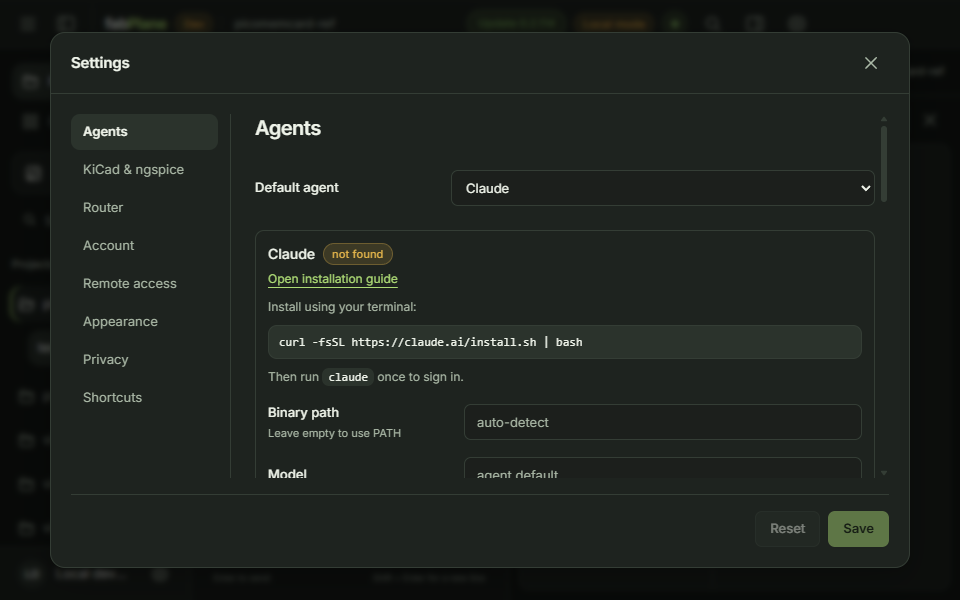 Settings
Agents
KiCad & ngspice
Router
Account
Remote access
Appearance
Privacy
Shortcuts
Agents
Default agent
Claude
Claude
not found
Open installation guide
Install using your terminal:
curl -fsSL https://claude.ai/install.sh | bash
Then run claude once to sign in.
Binary path
Leave empty to use PATH
auto-detect
Model
agent default
Reset
Save